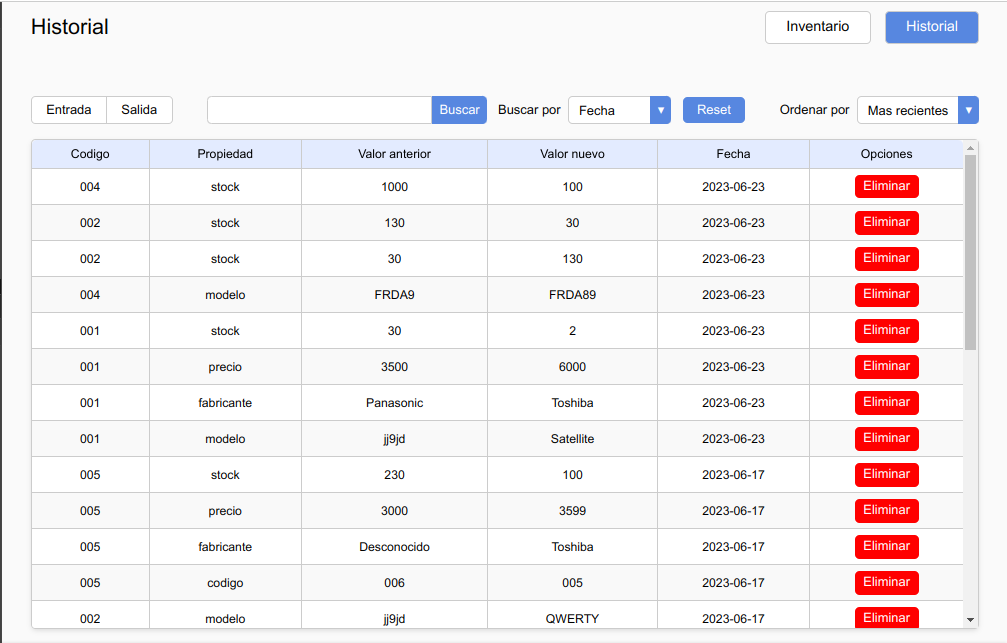 Historial Inventario Historial
Entrada Salida Buscar Buscar por Fecha Reset Ordenar por Mas recientes
Codigo Propiedad Valor anterior Valor nuevo Fecha Opciones
004 stock 1000 100 2023-06-23 Eliminar
002 stock 130 30 2023-06-23 Eliminar
002 stock 30 130 2023-06-23 Eliminar
004 modelo FRDA9 FRDA89 2023-06-23 Eliminar
001 stock 30 2 2023-06-23 Eliminar
001 precio 3500 6000 2023-06-23 Eliminar
001 fabricante Panasonic Toshiba 2023-06-23 Eliminar
001 modelo jj9jd Satellite 2023-06-23 Eliminar
005 stock 230 100 2023-06-17 Eliminar
005 precio 3000 3599 2023-06-17 Eliminar
005 fabricante Desconocido Toshiba 2023-06-17 Eliminar
005 codigo 006 005 2023-06-17 Eliminar
002 modelo jj9jd QWERTY 2023-06-17 Eliminar